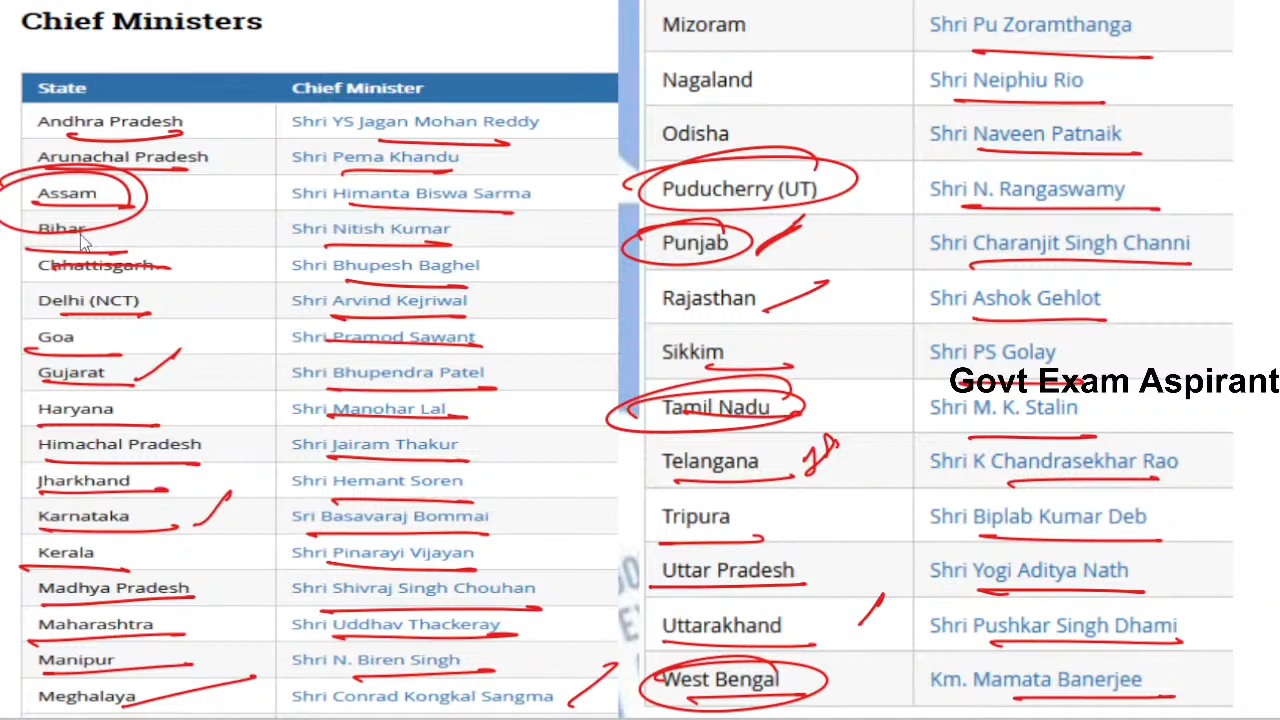 Chief Ministers
State Chief Minister
Andhra Pradesh Shri YS Jagan Mohan Reddy
Arunachal Pradesh Shri Pema Khandu
Assam Shri Himanta Biswa Sarma
Bihar Shri Nitish Kumar
Chhattisgarh Shri Bhupesh Baghel
Delhi (NCT) Shri Arvind Kejriwal
Goa Shri Pramod Sawant
Gujarat Shri Bhupendra Patel
Haryana Shri Manohar Lal
Himachal Pradesh Shri Jairam Thakur
Jharkhand Shri Hemant Soren
Karnataka Sri Basavaraj Bommai
Kerala Shri Pinarayi Vijayan
Madhya Pradesh Shri Shivraj Singh Chouhan
Maharashtra Shri Uddhav Thackeray
Manipur Shri N. Biren Singh
Meghalaya Shri Conrad Kongkal Sangma
Mizoram Shri Pu Zoramthanga
Nagaland Shri Neiphiu Rio
Odisha Shri Naveen Patnaik
Puducherry (UT) Shri N. Rangaswamy
Punjab Shri Charanjit Singh Channi
Rajasthan Shri Ashok Gehlot
Sikkim Shri PS Golay
Govt Exam Aspirant
Tamil Nadu Shri M. K. Stalin
Telangana Shri K Chandrasekhar Rao
Tripura Shri Biplab Kumar Deb
Uttar Pradesh Shri Yogi Aditya Nath
Uttarakhand Shri Pushkar Singh Dhami
West Bengal Km. Mamata Banerjee